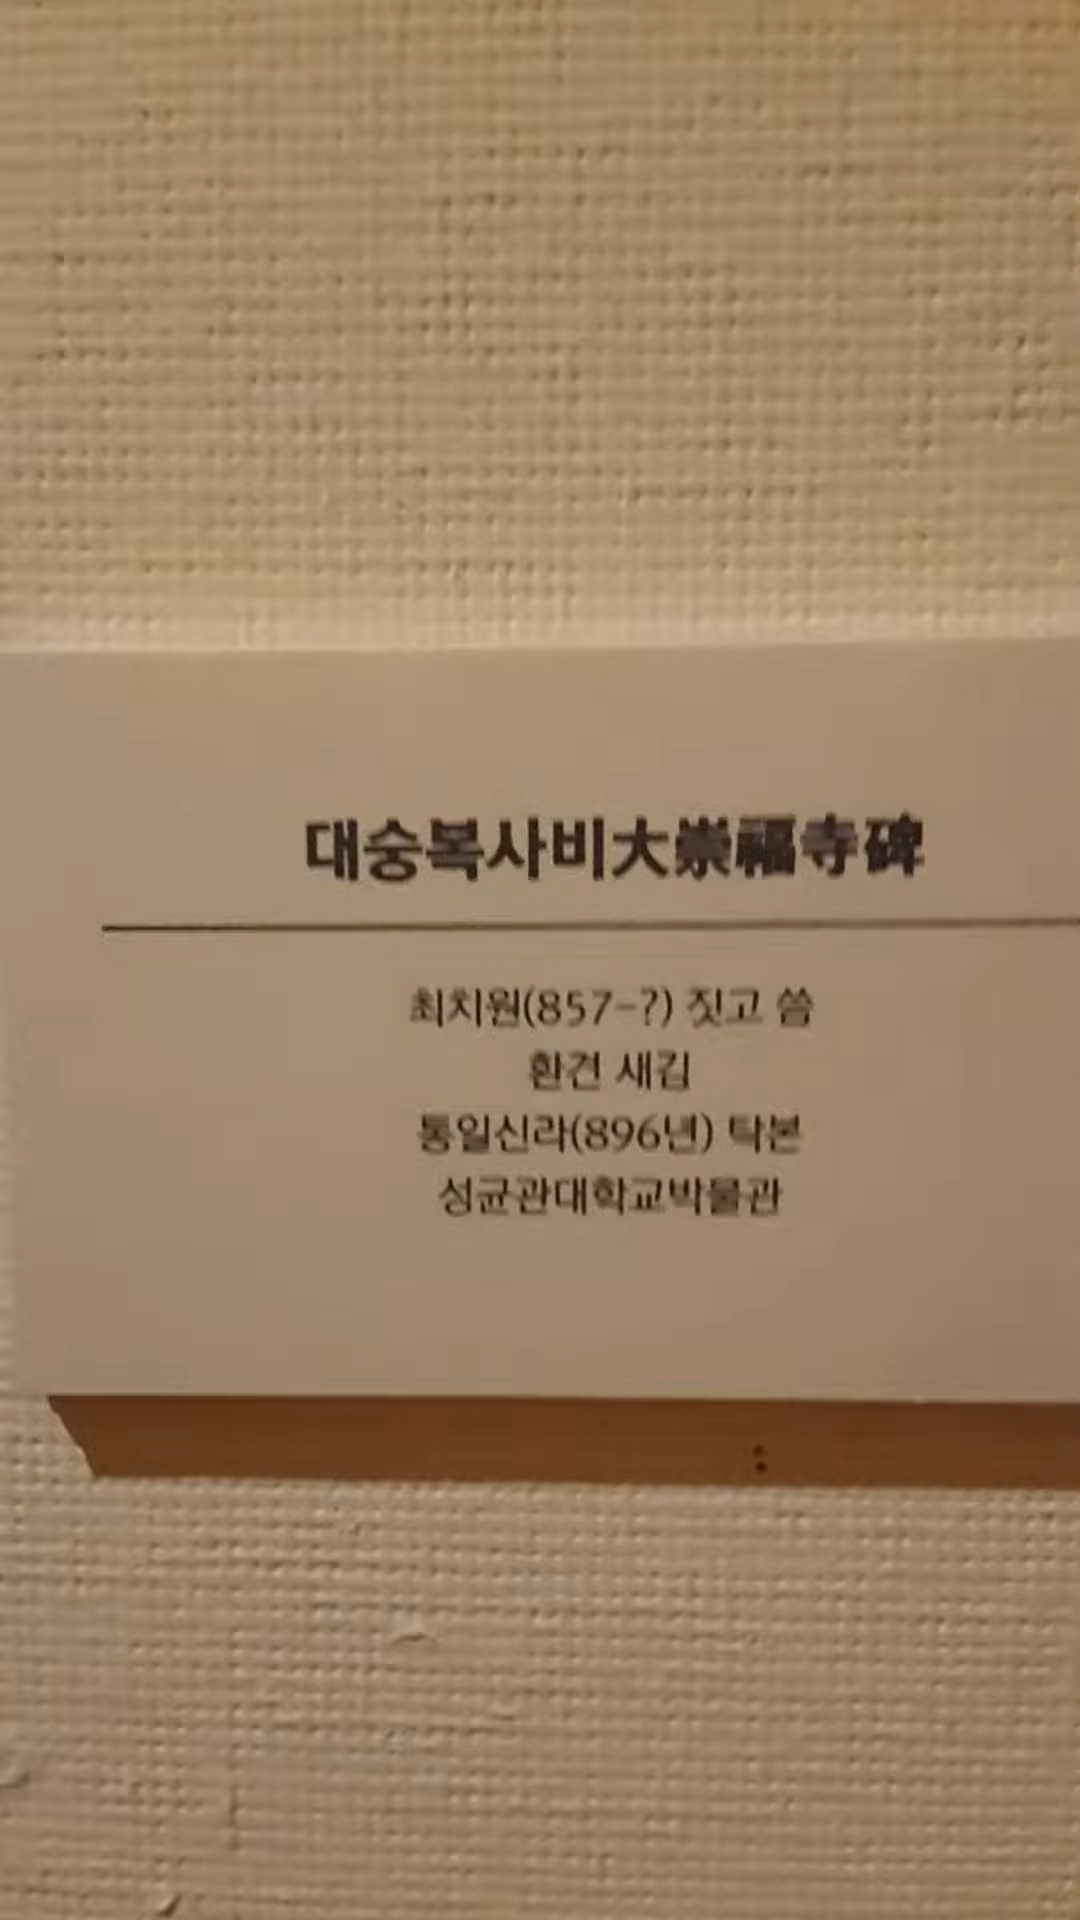 대숭복사비大崇福寺碑
최치원(857-?) 짓고 씀
환견 새김
통일신라(896년) 탁본
성균관대학교박물관